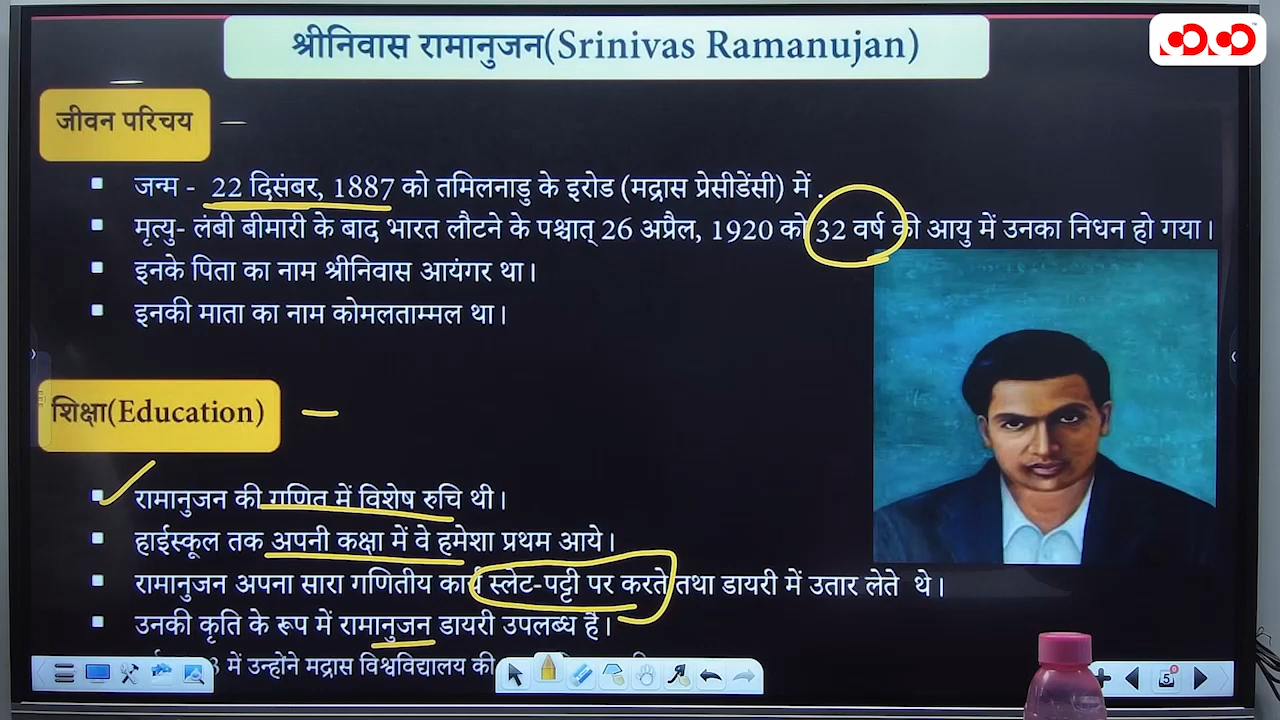 श्रीनिवास रामानुजन(Srinivas Ramanujan)
जीवन परिचय
जन्म - 22 दिसंबर, 1887 को तमिलनाडु के इरोड (मद्रास प्रेसीडेंसी) में .
मृत्यु- लंबी बीमारी के बाद भारत लौटने के पश्चात् 26 अप्रैल, 1920 को 32 वर्ष की आयु में उनका निधन हो गया।
इनके पिता का नाम श्रीनिवास आयंगर था।
इनकी माता का नाम कोमलताम्मल था।
शिक्षा(Education)
रामानुजन की गणित में विशेष रुचि थी।
हाईस्कूल तक अपनी कक्षा में वे हमेशा प्रथम आये।
रामानुजन अपना सारा गणितीय कार्य स्लेट-पट्टी पर करते तथा डायरी में उतार लेते थे।
उनकी कृति के रूप में रामानुजन डायरी उपलब्ध है।
में उन्होंने मद्रास विश्वविद्यालय की